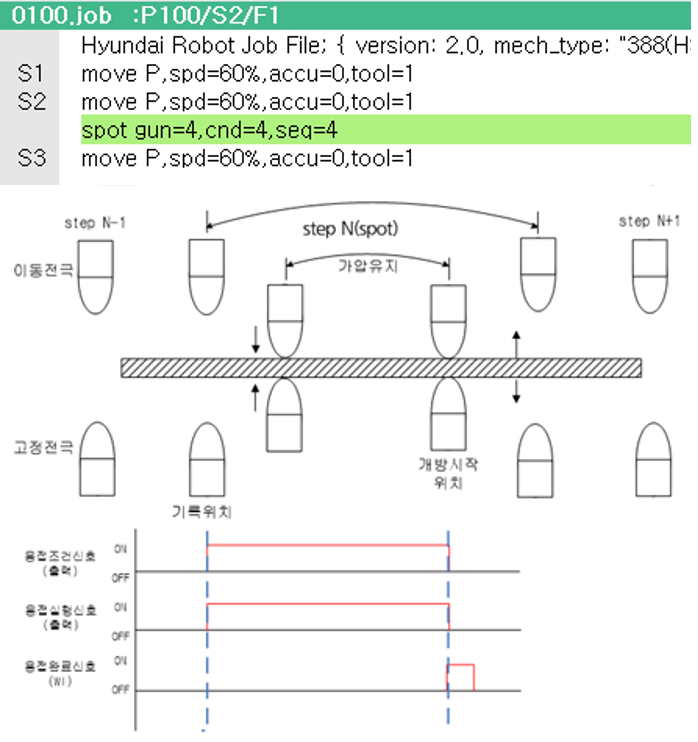 0100.job :P100/S2/F1
Hyundai Robot Job File; { version: 2.0, mech_type: "388(HS
S1 move P,spd=60%,accu=0,tool=1
S2 move P,spd=60%,accu=0,tool=1
spot gun=4,cnd=4,seq=4
S3 move P,spd=60%,accu=0,tool=1
step N-1
step N(spot)
step N+1
이동전극
가압유지
고정전극
개방시작
위치
기록위치
용접조건신호
(출력)
ON
OFF
용접실행신호
(출력)
ON
OFF
용접완료신호
(WI)
ON
OFF